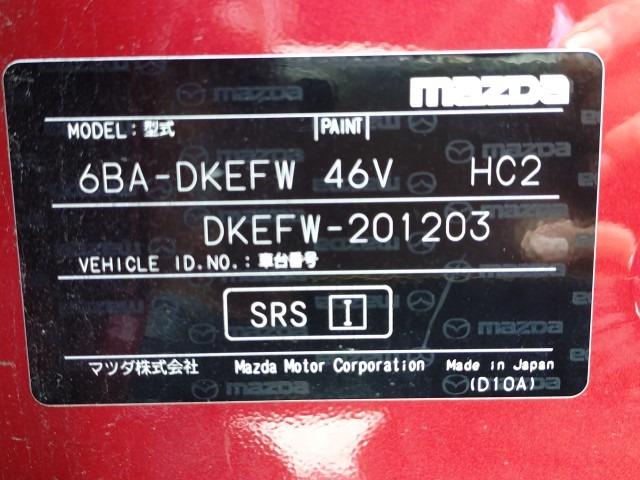 mazda
MODEL: 型式 |PAINT|
6BA-DKEFW 46V HC2
DKEFW-201203
VEHICLE ID.NO.: 車台番号
SRS I
マツダ株式会社 Mazda Motor Corporation Made in Japan
(D10A)